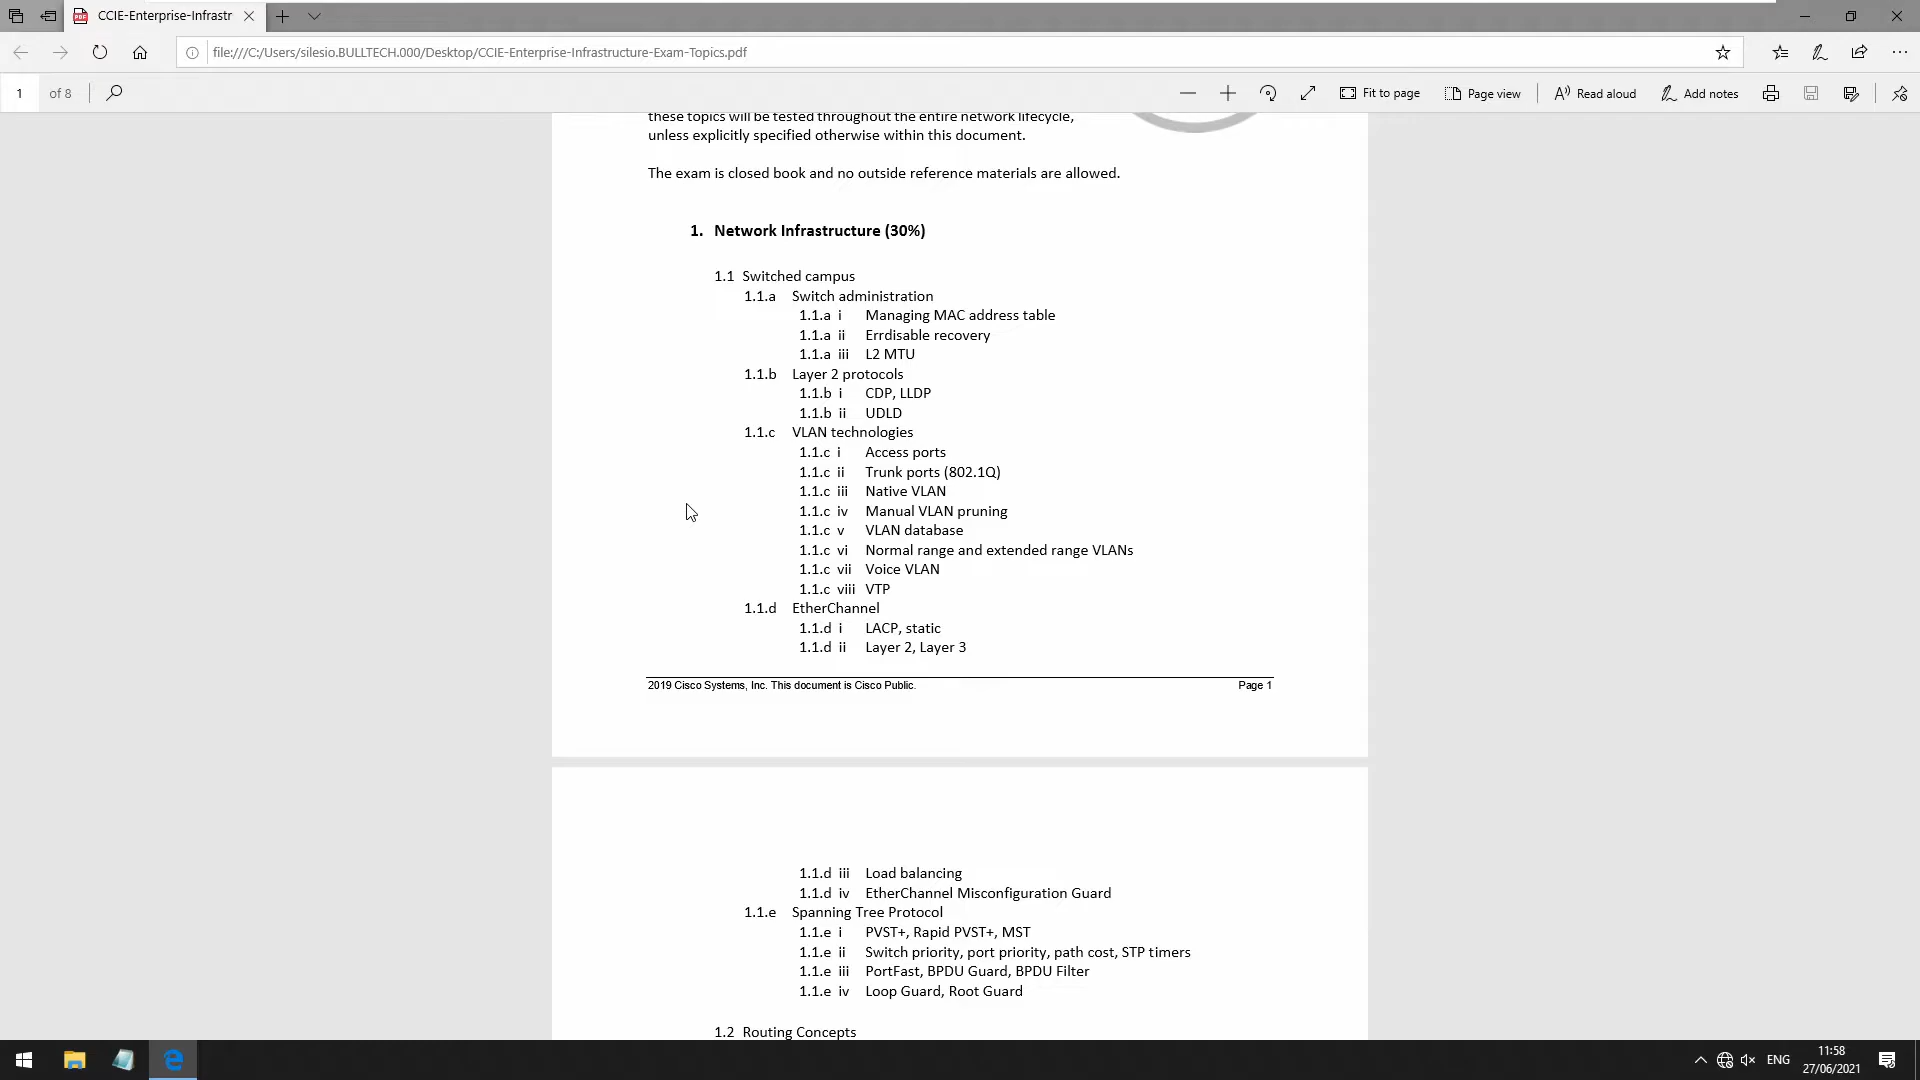 CCIE-Enterprise-Infrastr
file:///C:/Users/silesio.BULLTECH.000/Desktop/CCIE-Enterprise-Infrastructure-Exam-Topics.pdf
1 of 8 Fit to page Page view Read aloud Add notes
these topics will be tested throughout the entire network lifecycle,
unless explicitly specified otherwise within this document.
The exam is closed book and no outside reference materials are allowed.
1. Network Infrastructure (30%)
1.1 Switched campus
1.1.a Switch administration
1.1.a i Managing MAC address table
1.1.a ii Errdisable recovery
1.1.a iii L2 MTU
1.1.b Layer 2 protocols
1.1.b i CDP, LLDP
1.1.b ii UDLD
1.1.c VLAN technologies
1.1.c i Access ports
1.1.c ii Trunk ports (802.1Q)
1.1.c iii Native VLAN
1.1.c iv Manual VLAN pruning
1.1.c v VLAN database
1.1.c vi Normal range and extended range VLANs
1.1.c vii Voice VLAN
1.1.c viii VTP
1.1.d EtherChannel
1.1.d i LACP, static
1.1.d ii Layer 2, Layer 3
2019 Cisco Systems, Inc. This document is Cisco Public. Page 1
1.1.d iii Load balancing
1.1.d iv EtherChannel Misconfiguration Guard
1.1.e Spanning Tree Protocol
1.1.e i PVST+, Rapid PVST+, MST
1.1.e ii Switch priority, port priority, path cost, STP timers
1.1.e iii PortFast, BPDU Guard, BPDU Filter
1.1.e iv Loop Guard, Root Guard
1.2 Routing Concepts
ENG
11:58
27/06/2021